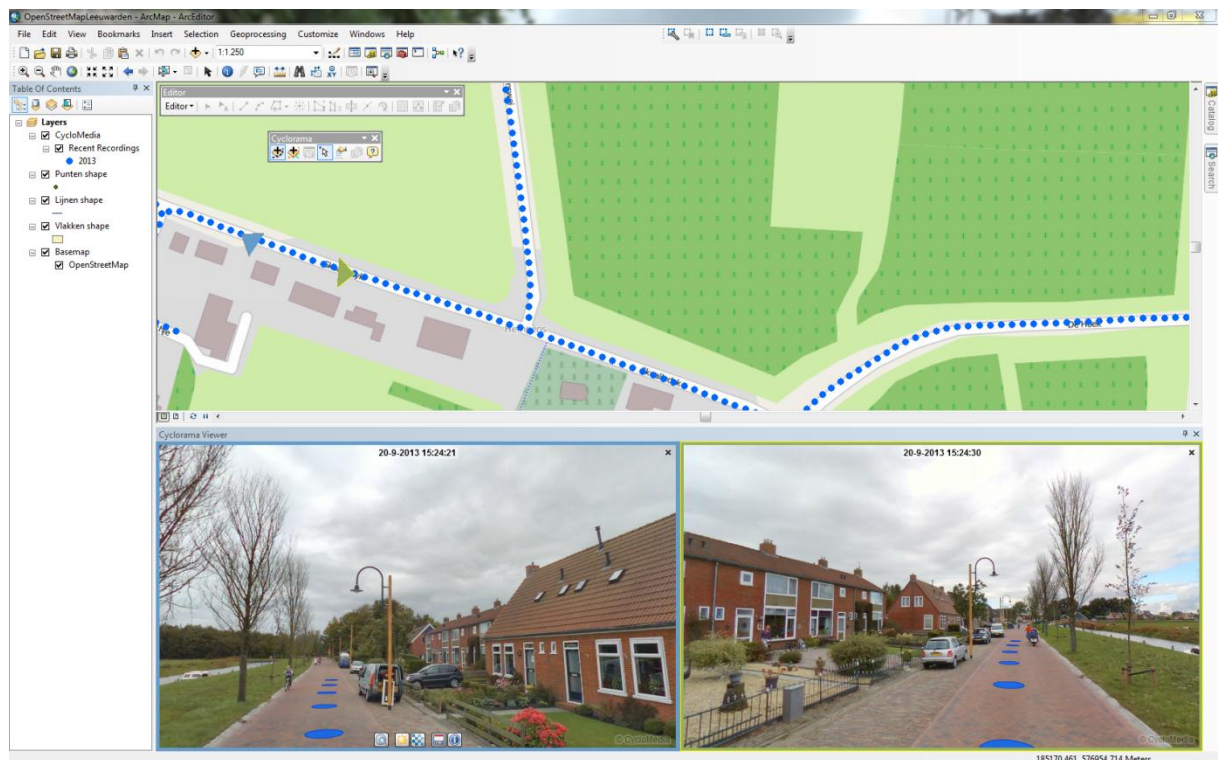 OpenStreetMapLeeuwarden - ArcMap - ArcEditor
File Edit View Bookmarks Insert Selection Geoprocessing Customize Windows Help
1:1.250
Table Of Contents
Layers
CycloMedia
Recent Recordings
2013
Punten shape
Lijnen shape
Vlakken shape
Basemap
OpenStreetMap
Editor
Editor
Cyclorama
De Hoek
Catalog
Search
Cyclorama Viewer
20-9-2013 15:24:21
20-9-2013 15:24:30
© CycloMedia
© CycloMedia
185170,461 576954,714 Meters